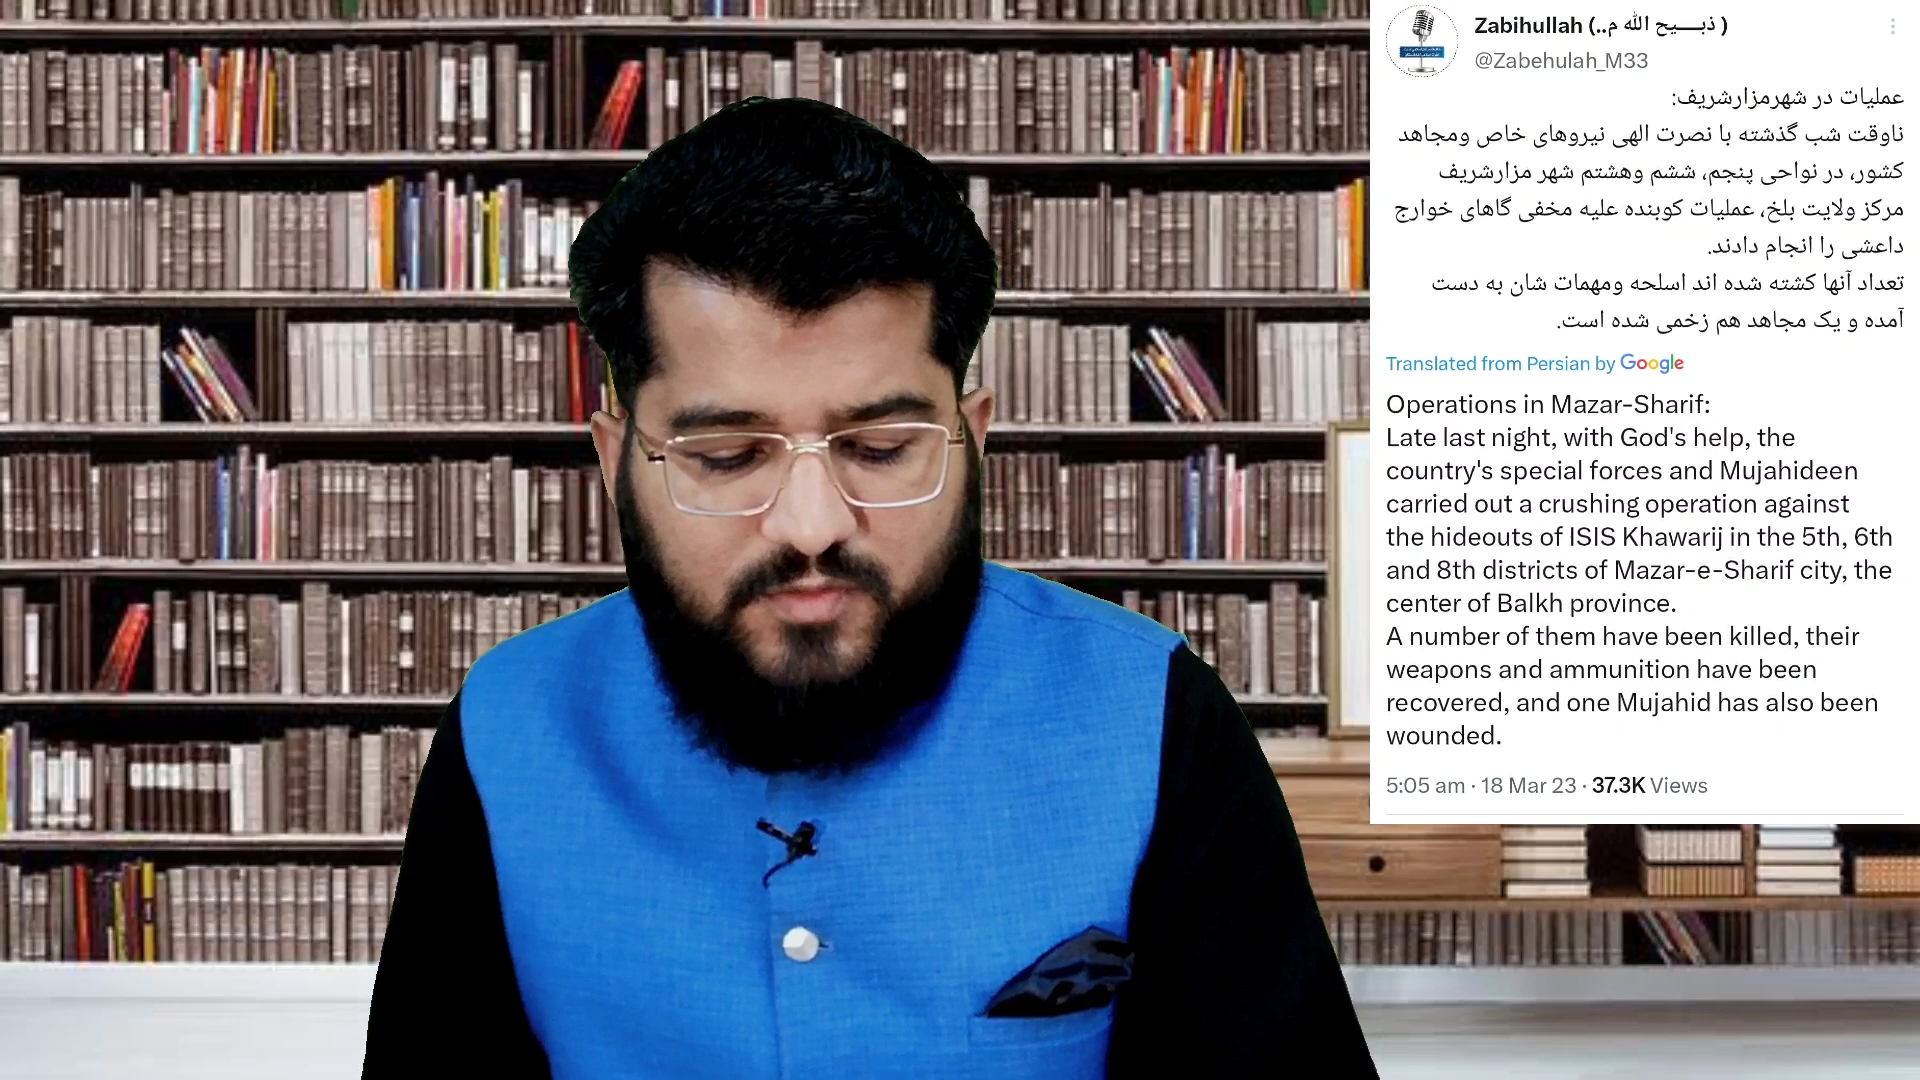 Zabihullah (..ذبـــیح الله م )
@Zabehulah_M33
عملیات در شهرمزارشریف:
ناوقت شب گذشته با نصرت الهی نیروهای خاص ومجاهد
کشور، در نواحی پنجم، ششم وهشتم شهر مزارشریف
مرکز ولایت بلخ، عملیات کوبنده علیه مخفی گاهای خوارج
داعشی را انجام دادند.
تعداد آنها کشته شده اند اسلحه ومهمات شان به دست
آمده و یک مجاهد هم زخمی شده است.
Translated from Persian by Google
Operations in Mazar-Sharif:
Late last night, with God's help, the
country's special forces and Mujahideen
carried out a crushing operation against
the hideouts of ISIS Khawarij in the 5th, 6th
and 8th districts of Mazar-e-Sharif city, the
center of Balkh province.
A number of them have been killed, their
weapons and ammunition have been
recovered, and one Mujahid has also been
wounded.
5:05 am · 18 Mar 23 · 37.3K Views